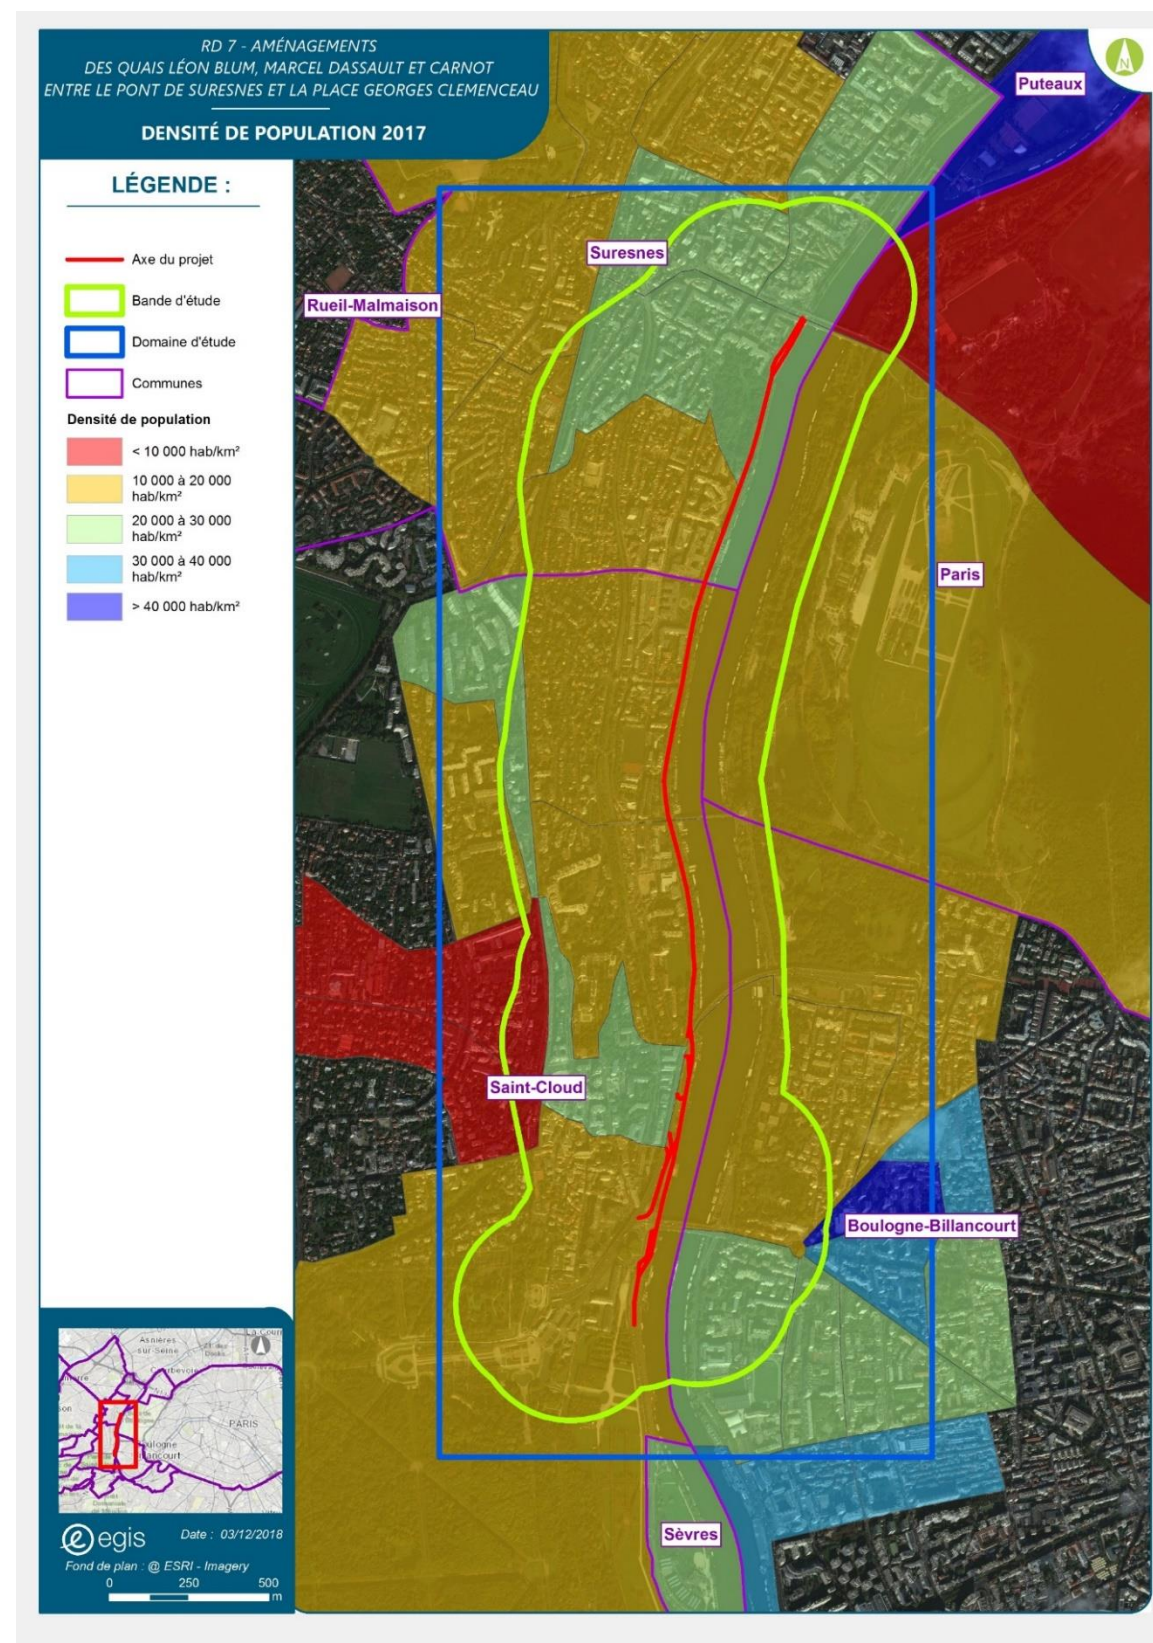 RD 7 - AMÉNAGEMENTS
DES QUAIS LÉON BLUM, MARCEL DASSAULT ET CARNOT
ENTRE LE PONT DE SURESNES ET LA PLACE GEORGES CLEMENCEAU
DENSITÉ DE POPULATION 2017
N
LÉGENDE :
Axe du projet
Bande d'étude
Domaine d'étude
Communes
Densité de population
< 10 000 hab/km²
10 000 à 20 000
hab/km²
20 000 à 30 000
hab/km²
30 000 à 40 000
hab/km²
> 40 000 hab/km²
Puteaux
Suresnes
Rueil-Malmaison
Paris
Saint-Cloud
Boulogne-Billancourt
Sèvres
Asnières
sur-Seine
Courbevoie
PARIS
egis
Date : 03/12/2018
Fond de plan : @ ESRI - Imagery
0 250 500
m